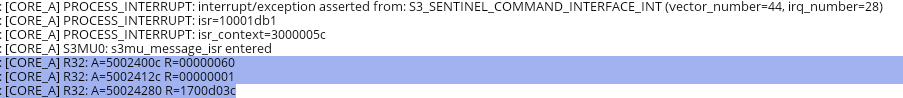 : [CORE_A] PROCESS_INTERRUPT: interrupt/exception asserted from: S3_SENTINEL_COMMAND_INTERFACE_INT (vector_number=44, irq_number=28)
: [CORE_A] PROCESS_INTERRUPT: isr=10001db1
: [CORE_A] PROCESS_INTERRUPT: isr_context=3000005c
: [CORE_A] S3MU0: s3mu_message_isr entered
: [CORE_A] R32: A=5002400c R=00000060
: [CORE_A] R32: A=5002412c R=00000001
: [CORE_A] R32: A=50024280 R=1700d03c